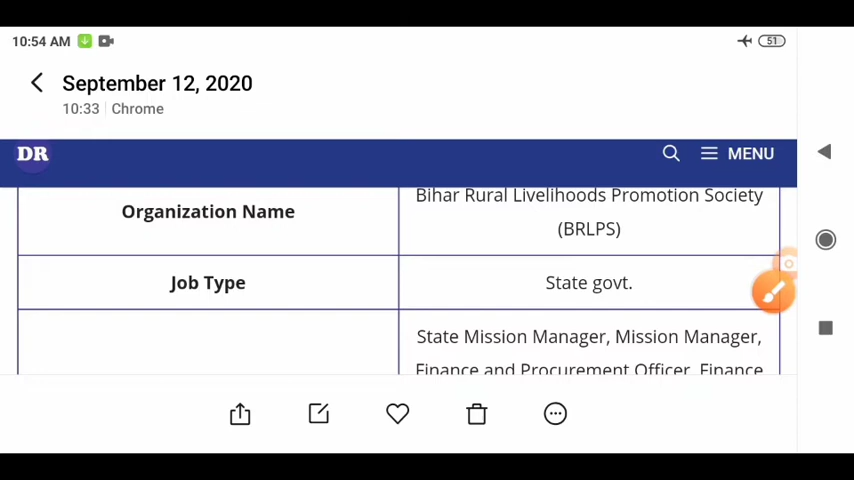 10:54 AM 51
September 12, 2020
10:33 Chrome
DR MENU
Organization Name
Bihar Rural Livelihoods Promotion Society
(BRLPS)
Job Type State govt.
State Mission Manager, Mission Manager,
Finance and Procurement Officer, Finance